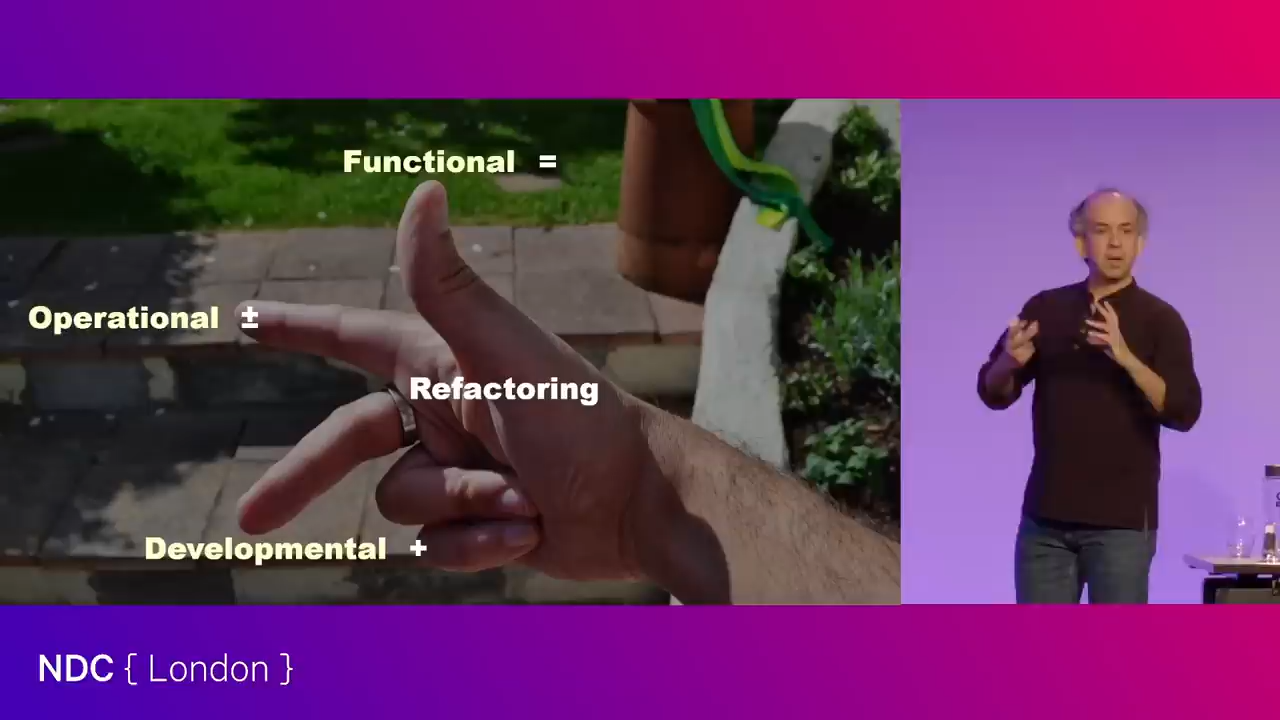 Functional =
Operational ±
Refactoring
Developmental +
NDC { London }